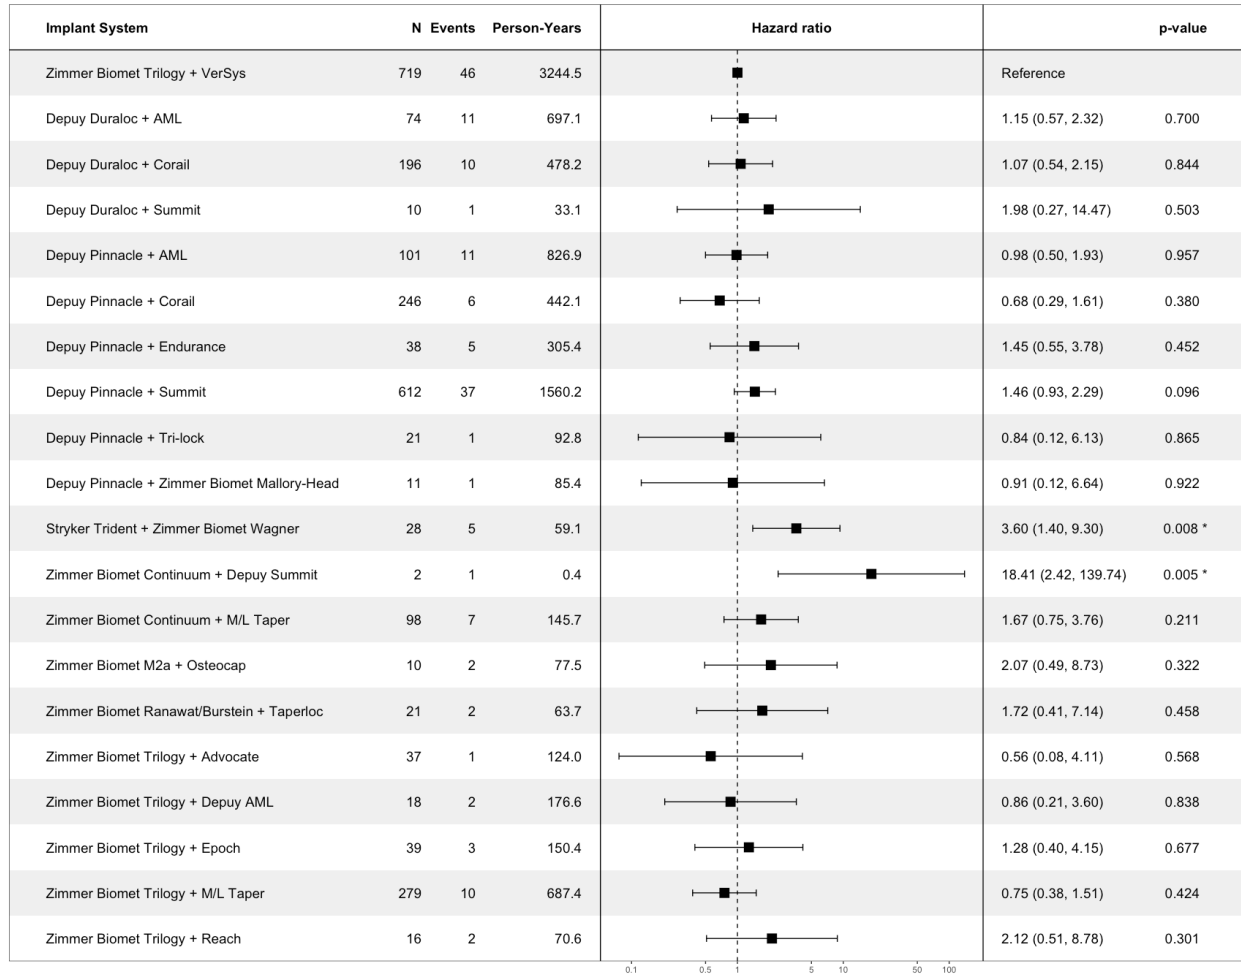 Implant System N Events Person-Years Hazard ratio p-value
Zimmer Biomet Trilogy + VerSys 719 46 3244.5 Reference
Depuy Duraloc + AML 74 11 697.1 1.15 (0.57, 2.32) 0.700
Depuy Duraloc + Corail 196 10 478.2 1.07 (0.54, 2.15) 0.844
Depuy Duraloc + Summit 10 1 33.1 1.98 (0.27, 14.47) 0.503
Depuy Pinnacle + AML 101 11 826.9 0.98 (0.50, 1.93) 0.957
Depuy Pinnacle + Corail 246 6 442.1 0.68 (0.29, 1.61) 0.380
Depuy Pinnacle + Endurance 38 5 305.4 1.45 (0.55, 3.78) 0.452
Depuy Pinnacle + Summit 612 37 1560.2 1.46 (0.93, 2.29) 0.096
Depuy Pinnacle + Tri-lock 21 1 92.8 0.84 (0.12, 6.13) 0.865
Depuy Pinnacle + Zimmer Biomet Mallory-Head 11 1 85.4 0.91 (0.12, 6.64) 0.922
Stryker Trident + Zimmer Biomet Wagner 28 5 59.1 3.60 (1.40, 9.30) 0.008 *
Zimmer Biomet Continuum + Depuy Summit 2 1 0.4 18.41 (2.42, 139.74) 0.005 *
Zimmer Biomet Continuum + M/L Taper 98 7 145.7 1.67 (0.75, 3.76) 0.211
Zimmer Biomet M2a + Osteocap 10 2 77.5 2.07 (0.49, 8.73) 0.322
Zimmer Biomet Ranawat/Burstein + Taperloc 21 2 63.7 1.72 (0.41, 7.14) 0.458
Zimmer Biomet Trilogy + Advocate 37 1 124.0 0.56 (0.08, 4.11) 0.568
Zimmer Biomet Trilogy + Depuy AML 18 2 176.6 0.86 (0.21, 3.60) 0.838
Zimmer Biomet Trilogy + Epoch 39 3 150.4 1.28 (0.40, 4.15) 0.677
Zimmer Biomet Trilogy + M/L Taper 279 10 687.4 0.75 (0.38, 1.51) 0.424
Zimmer Biomet Trilogy + Reach 16 2 70.6 2.12 (0.51, 8.78) 0.301
0.1 0.5 1 5 10 50 100